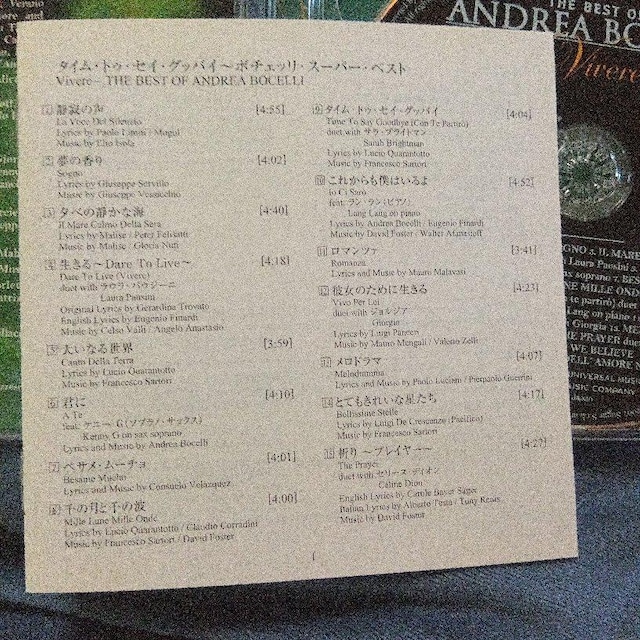 タイム・トゥ・セイ・グッバイ～ボチェッリ・スーパー・ベスト
Vivere – THE BEST OF ANDREA BOCELLI
1 静寂の声 [4:55]
La Voce Del Silenzio
Lyrics by Paolo Limiti / Mogol
Music by Elio Isola
2 夢の香り [4:02]
Sogno
Lyrics by Giuseppe Servillo
Music by Giuseppe Vessicchio
3 夕べの静かな海 [4:40]
Il Mare Calmo Della Sera
Lyrics by Malise / Peter Felisatti
Music by Malise / Gloria Nuti
4 生きる～Dare To Live～ [4:18]
Dare To Live (Vivere)
duet with ラウラ・パウジーニ
Laura Pausini
Original Lyrics by Gerardina Trovato
English Lyrics by Eugenio Finardi
Music by Celso Valli / Angelo Anastasio
5 大いなる世界 [3:59]
Canto Della Terra
Lyrics by Lucio Quarantotto
Music by Francesco Sartori
6 君に [4:16]
A Te
feat. ケニー・G(ソプラノ・サックス)
Kenny G on sax soprano
Lyrics and Music by Andrea Bocelli
7 ベサメ・ムーチョ [4:01]
Besame Mucho
Lyrics and Music by Consuelo Velazquez
8 千の月と千の波 [4:00]
Mille Lune Mille Onde
Lyrics by Lucio Quarantotto / Claudio Corradini
Music by Francesco Sartori / David Foster
9 タイム・トゥ・セイ・グッバイ [4:04]
Time To Say Goodbye (Con Te Partirò)
duet with サラ・ブライトマン
Sarah Brightman
Lyrics by Lucio Quarantotto
Music by Francesco Sartori
10 これからも僕はいるよ [4:52]
Io Ci Sarò
feat. ラン・ラン(ピアノ)
Lang Lang on piano
Lyrics by Andrea Bocelli / Eugenio Finardi
Music by David Foster / Walter Afanasieff
11 ロマンツァ [3:41]
Romanza
Lyrics and Music by Mauro Malavasi
12 彼女のために生きる [4:23]
Vivo Per Lei
duet with ジョルジア
Giorgia
Lyrics by Luigi Panzeri
Music by Mauro Mengali / Valerio Zelli
13 メロドラマ [4:07]
Melodramma
Lyrics and Music by Paolo Luciani / Pierpaolo Guerrini
14 とてもきれいな星たち [4:17]
Bellissime Stelle
Lyrics by Luigi De Crescenzo (Pacifico)
Music by Francesco Sartori
15 祈り～プレイヤー～ [4:27]
The Prayer
duet with セリーヌ・ディオン
Celine Dion
English Lyrics by Carole Bayer Sager
Italian Lyrics by Alberto Testa / Tony Renis
Music by David Foster
1
THE BEST OF
ANDREA BO
Vivere